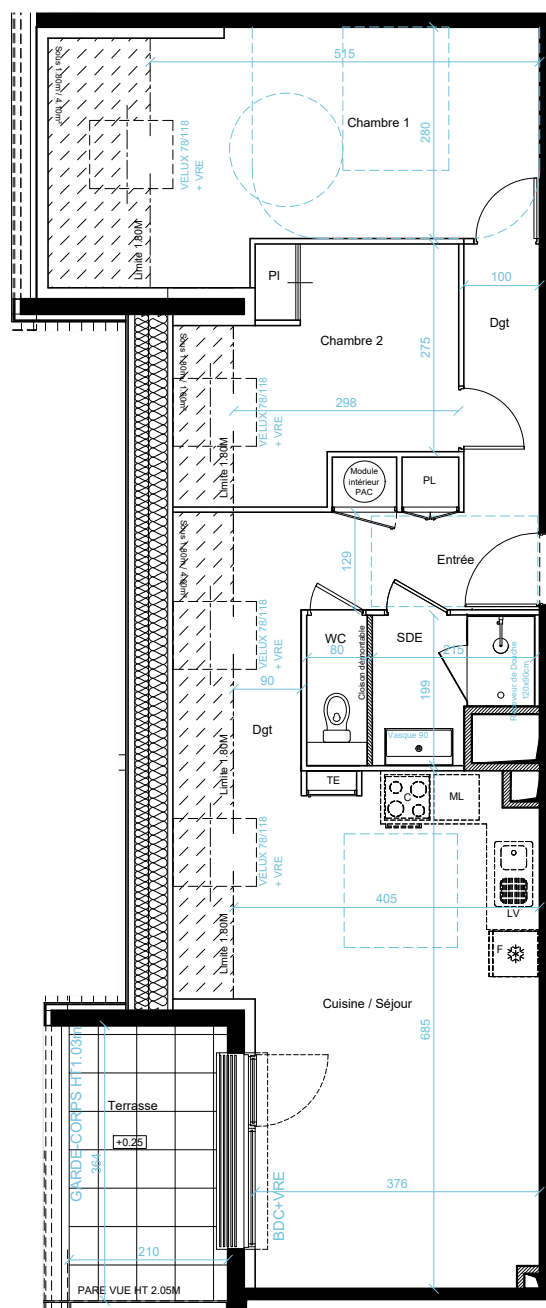 515
Sous 1.80m / 4.10m²
Chambre 1
280
VELUX 78/118
+ VRE
Limite 1.80M
PI
100
Dgt
Chambre 2
275
Sous 1.80m / 1.60m²
VELUX 78/118
+ VRE
298
Limite 1.80M
Module
intérieur
PAC
PL
Entrée
129
VELUX 78/118
+ VRE
WC
SDE
80
215
Cloison démontable
Receveur de Douche
120x90cm
199
90
Dgt
Vasque 90
Limite 1.80M
TE
C
ML
VELUX 78/118
+ VRE
405
LV
F
Limite 1.80M
Cuisine / Séjour
685
GARDE-CORPS HT1.03m
Terrasse
+0.25
364
376
BDC+VRE
210
PARE VUE HT 2.05M